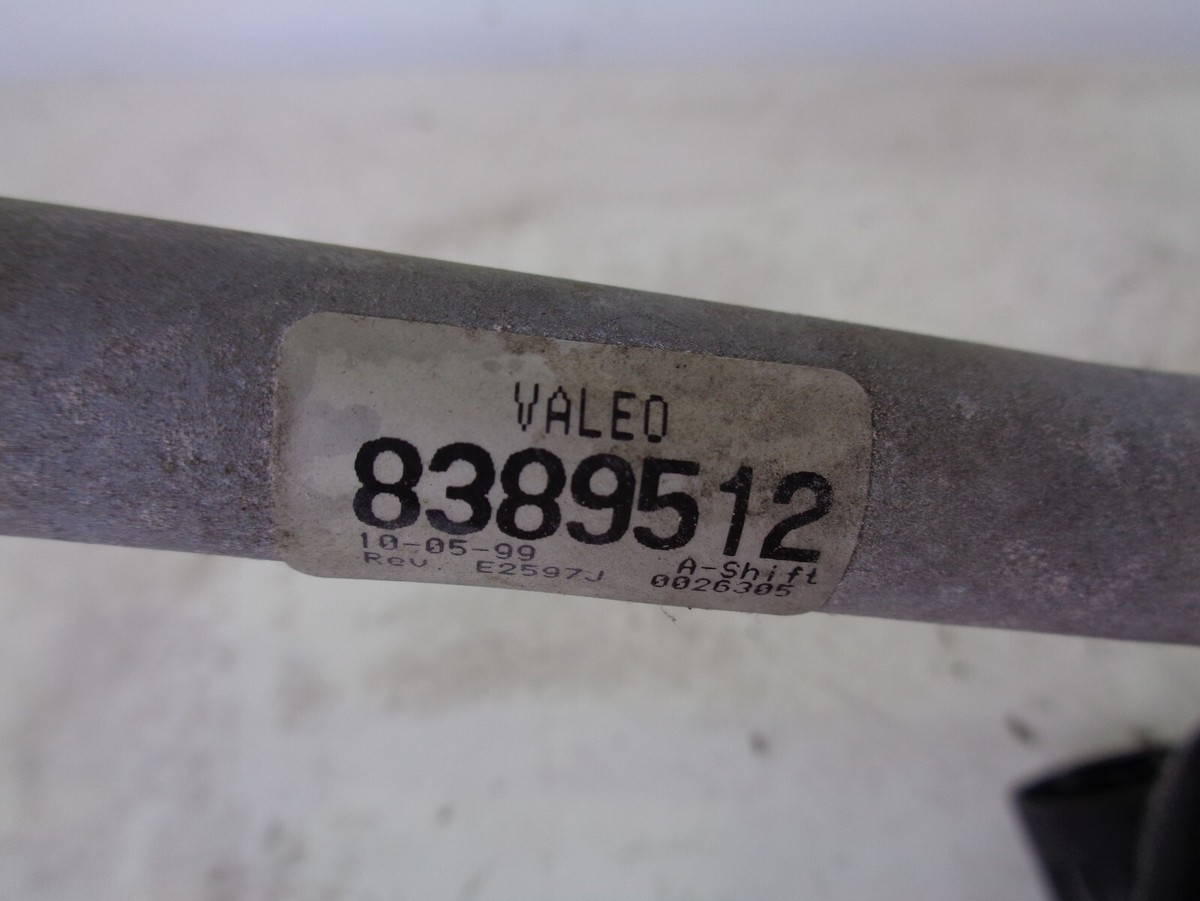 VALEO
8389512
10-05-99 A-Shift
Rev. E2597J 0026305